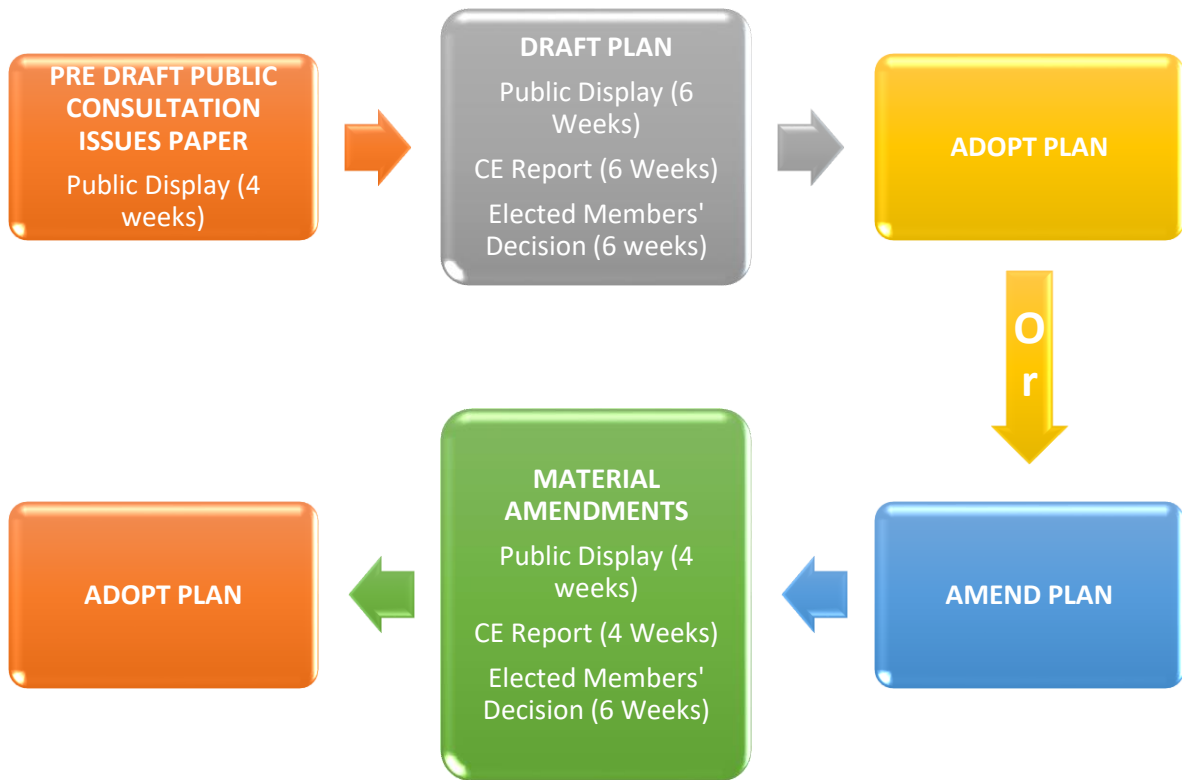 PRE DRAFT PUBLIC
CONSULTATION
ISSUES PAPER
Public Display (4
weeks)
DRAFT PLAN
Public Display (6
Weeks)
CE Report (6 Weeks)
Elected Members'
Decision (6 weeks)
ADOPT PLAN
O
r
AMEND PLAN
MATERIAL
AMENDMENTS
Public Display (4
weeks)
CE Report (4 Weeks)
Elected Members'
Decision (6 Weeks)
ADOPT PLAN